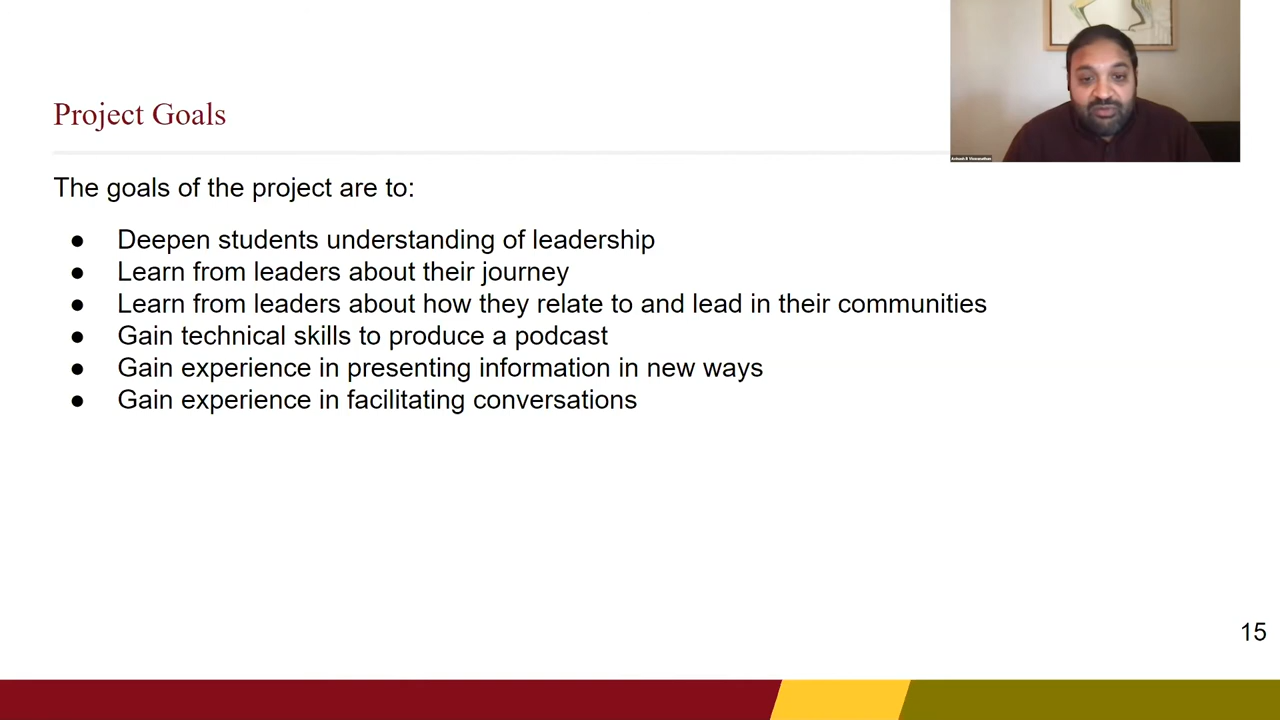 Project Goals
The goals of the project are to:
● Deepen students understanding of leadership
● Learn from leaders about their journey
● Learn from leaders about how they relate to and lead in their communities
● Gain technical skills to produce a podcast
● Gain experience in presenting information in new ways
● Gain experience in facilitating conversations
15